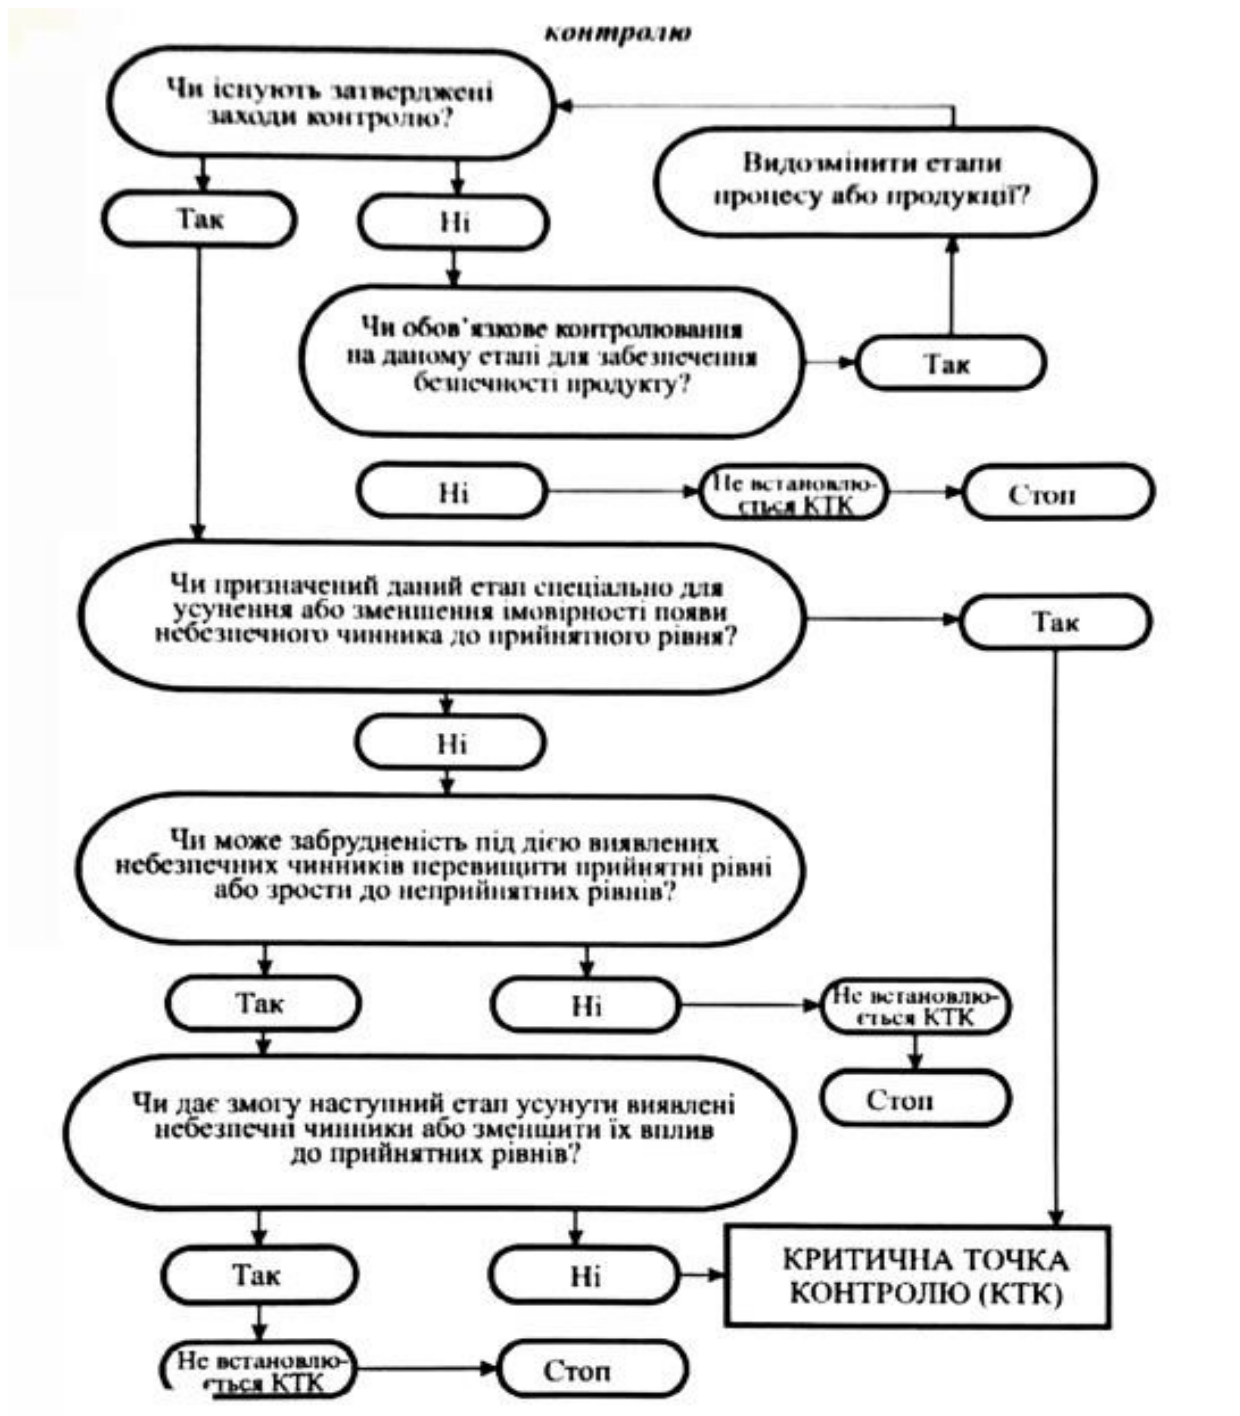 контролю
Чи існують затверджені
заходи контролю?
Видозмінити етапи
процесу або продукції?
Так
Ні
Чи обов'язкове контролювання
на даному етапі для забезпечення
безпечності продукту?
Так
Ні
Не встановлю-
ється КТК
Стоп
Чи призначений даний етап спеціально для
усунення або зменшення імовірності появи
небезпечного чинника до прийнятного рівня?
Так
Ні
Чи може забрудненість під дією виявлених
небезпечних чинників перевищити прийнятні рівні
або зрости до неприйнятних рівнів?
Так
Ні
Не встановлю-
ється КТК
Стоп
Чи дає змогу наступний етап усунути виявлені
небезпечні чинники або зменшити їх вплив
до прийнятних рівнів?
Так
Ні
КРИТИЧНА ТОЧКА
КОНТРОЛЮ (КТК)
Не встановлю-
ється КТК
Стоп